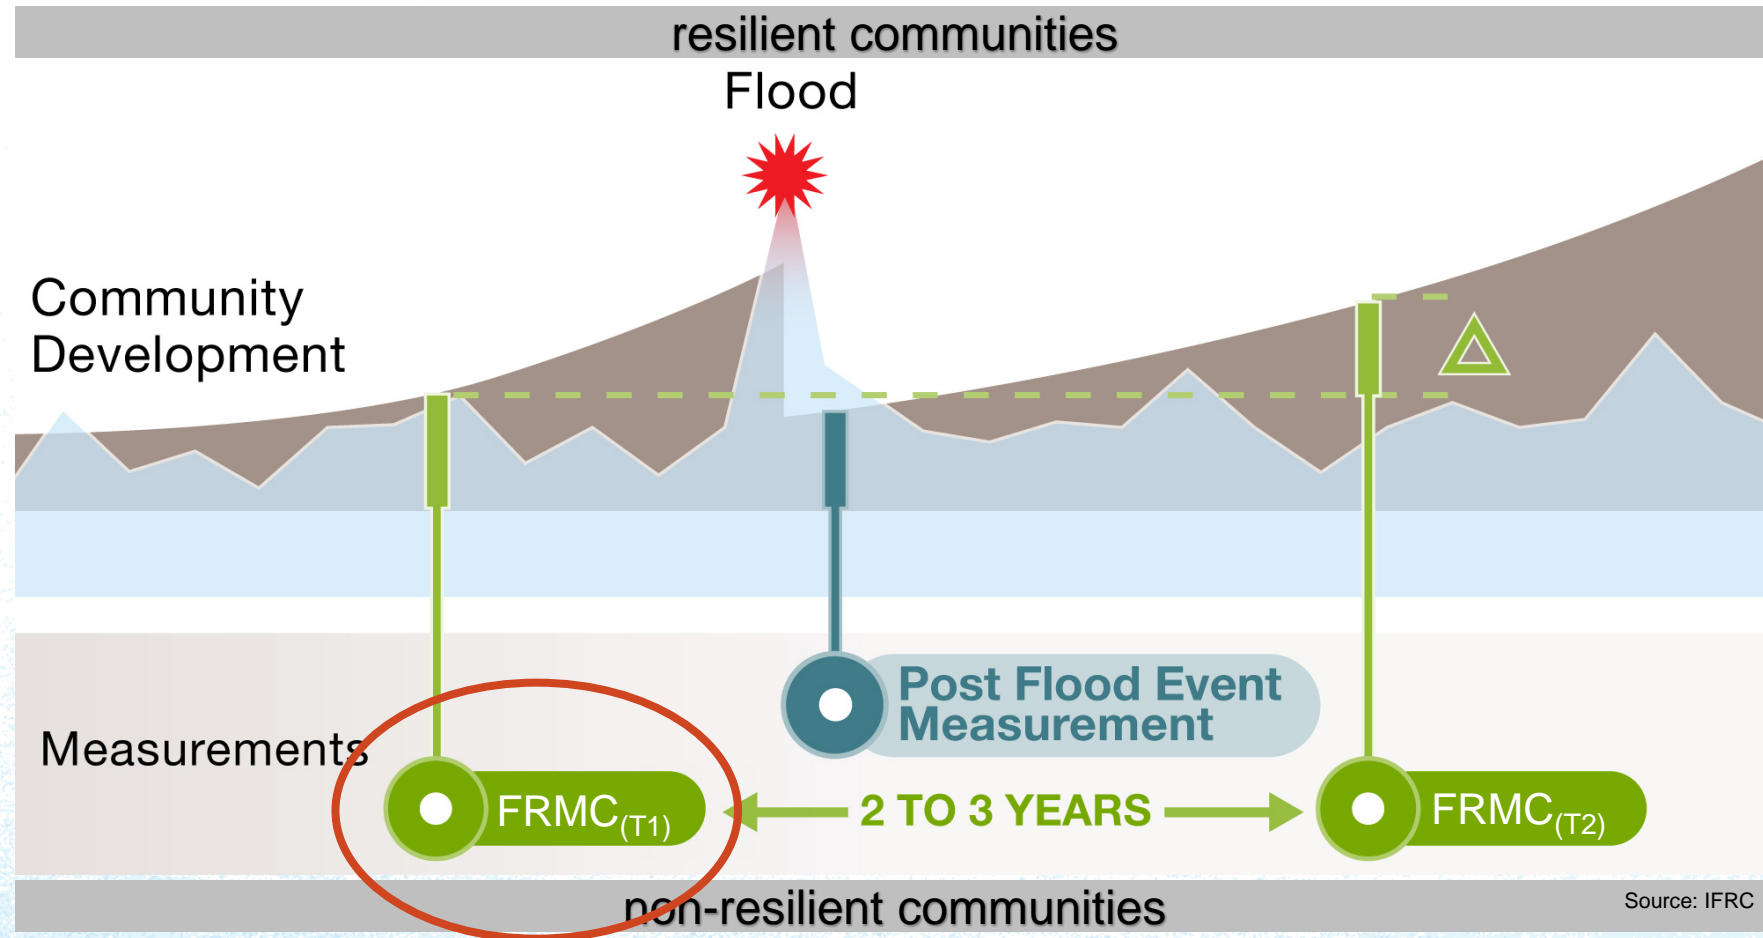 resilient communities
Flood
Community
Development
Post Flood Event
Measurement
Measurements
FRMC(T1)
2 TO 3 YEARS
FRMC(T2)
non-resilient communities
Source: IFRC